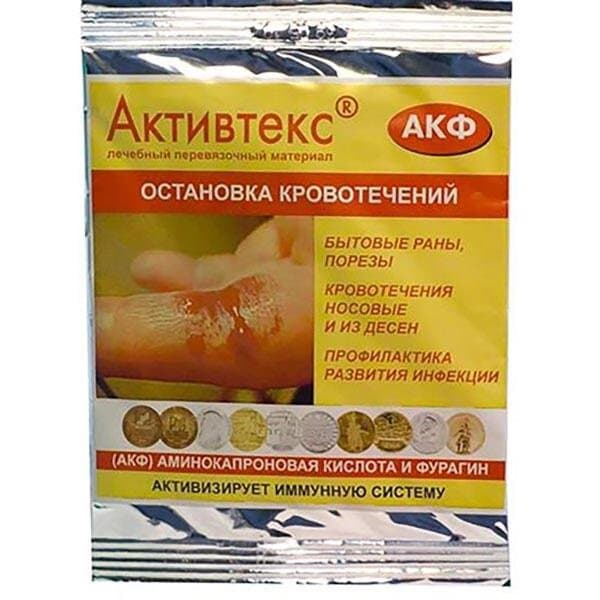 Активтекс®
АКФ
лечебный перевязочный материал
ОСТАНОВКА КРОВОТЕЧЕНИЙ
БЫТОВЫЕ РАНЫ,
ПОРЕЗЫ
КРОВОТЕЧЕНИЯ
НОСОВЫЕ
И ИЗ ДЕСЕН
ПРОФИЛАКТИКА
РАЗВИТИЯ ИНФЕКЦИИ
(АКФ) АМИНОКАПРОНОВАЯ КИСЛОТА И ФУРАГИН
АКТИВИЗИРУЕТ ИММУННУЮ СИСТЕМУ